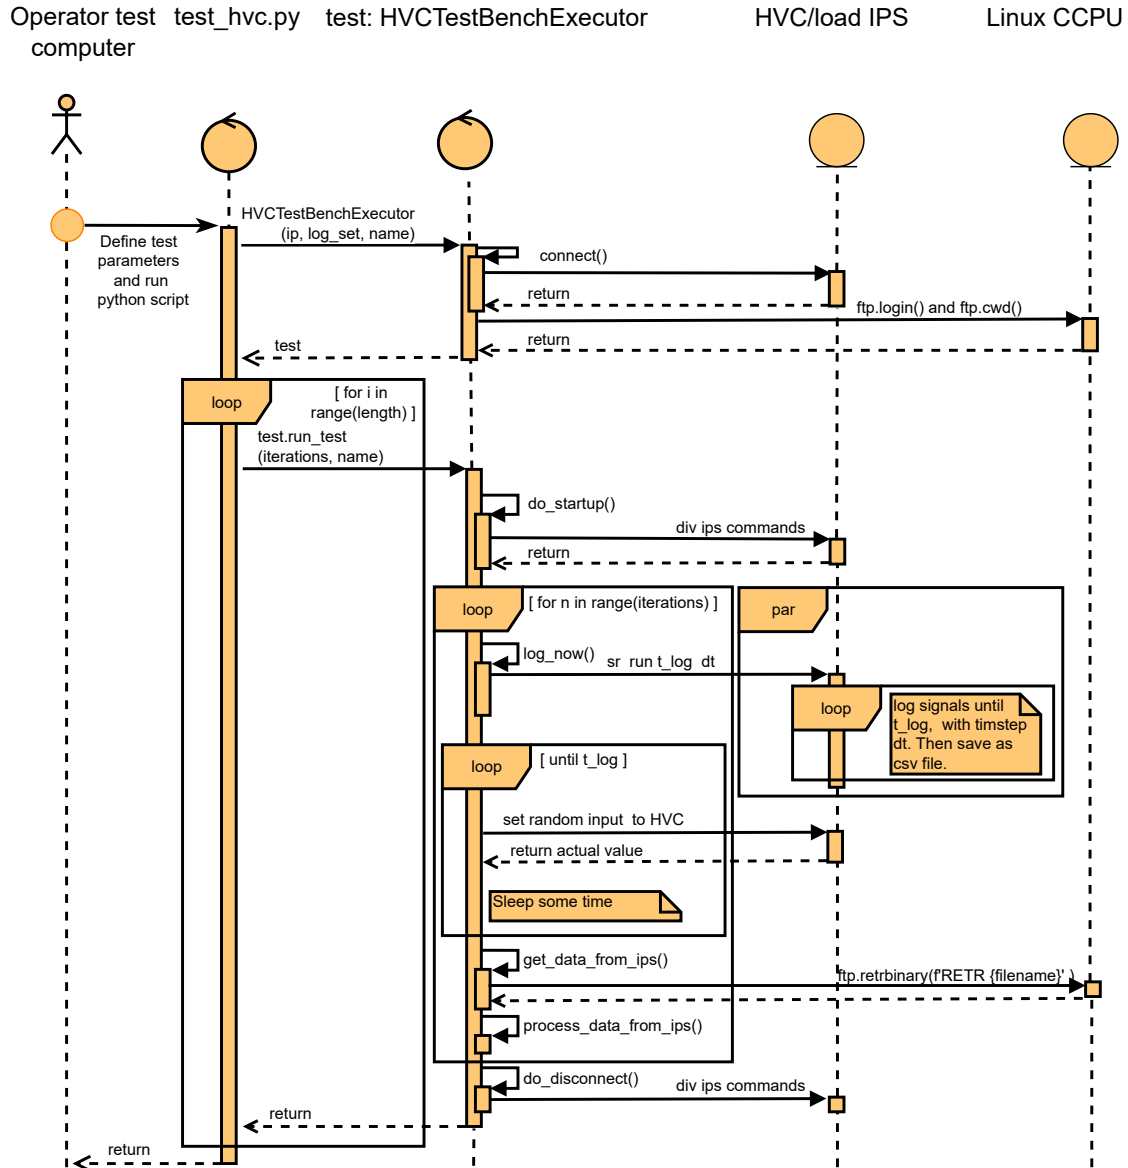 Operator test computer
test_hvc.py
test: HVCTestBenchExecutor
HVC/load IPS
Linux CCPU
HVCTestBenchExecutor
(ip, log_set, name)
Define test
parameters
and run
python script
connect()
return
ftp.login() and ftp.cwd()
return
test
loop
[ for i in
range(length) ]
test.run_test
(iterations, name)
do_startup()
div ips commands
return
loop
[ for n in range(iterations) ]
par
log_now()
sr run t_log dt
loop
log signals until
t_log, with timstep
dt. Then save as
csv file.
loop
[ until t_log ]
set random input to HVC
return actual value
Sleep some time
get_data_from_ips()
ftp.retrbinary(f'RETR {filename}' )
process_data_from_ips()
do_disconnect()
div ips commands
return
return